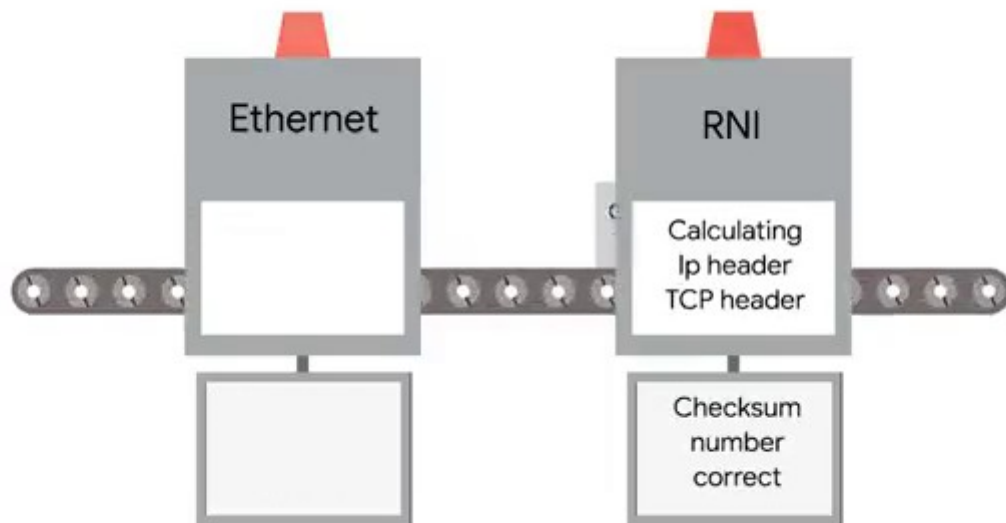 Ethernet
RNI
Calculating
Ip header
TCP header
Checksum
number
correct